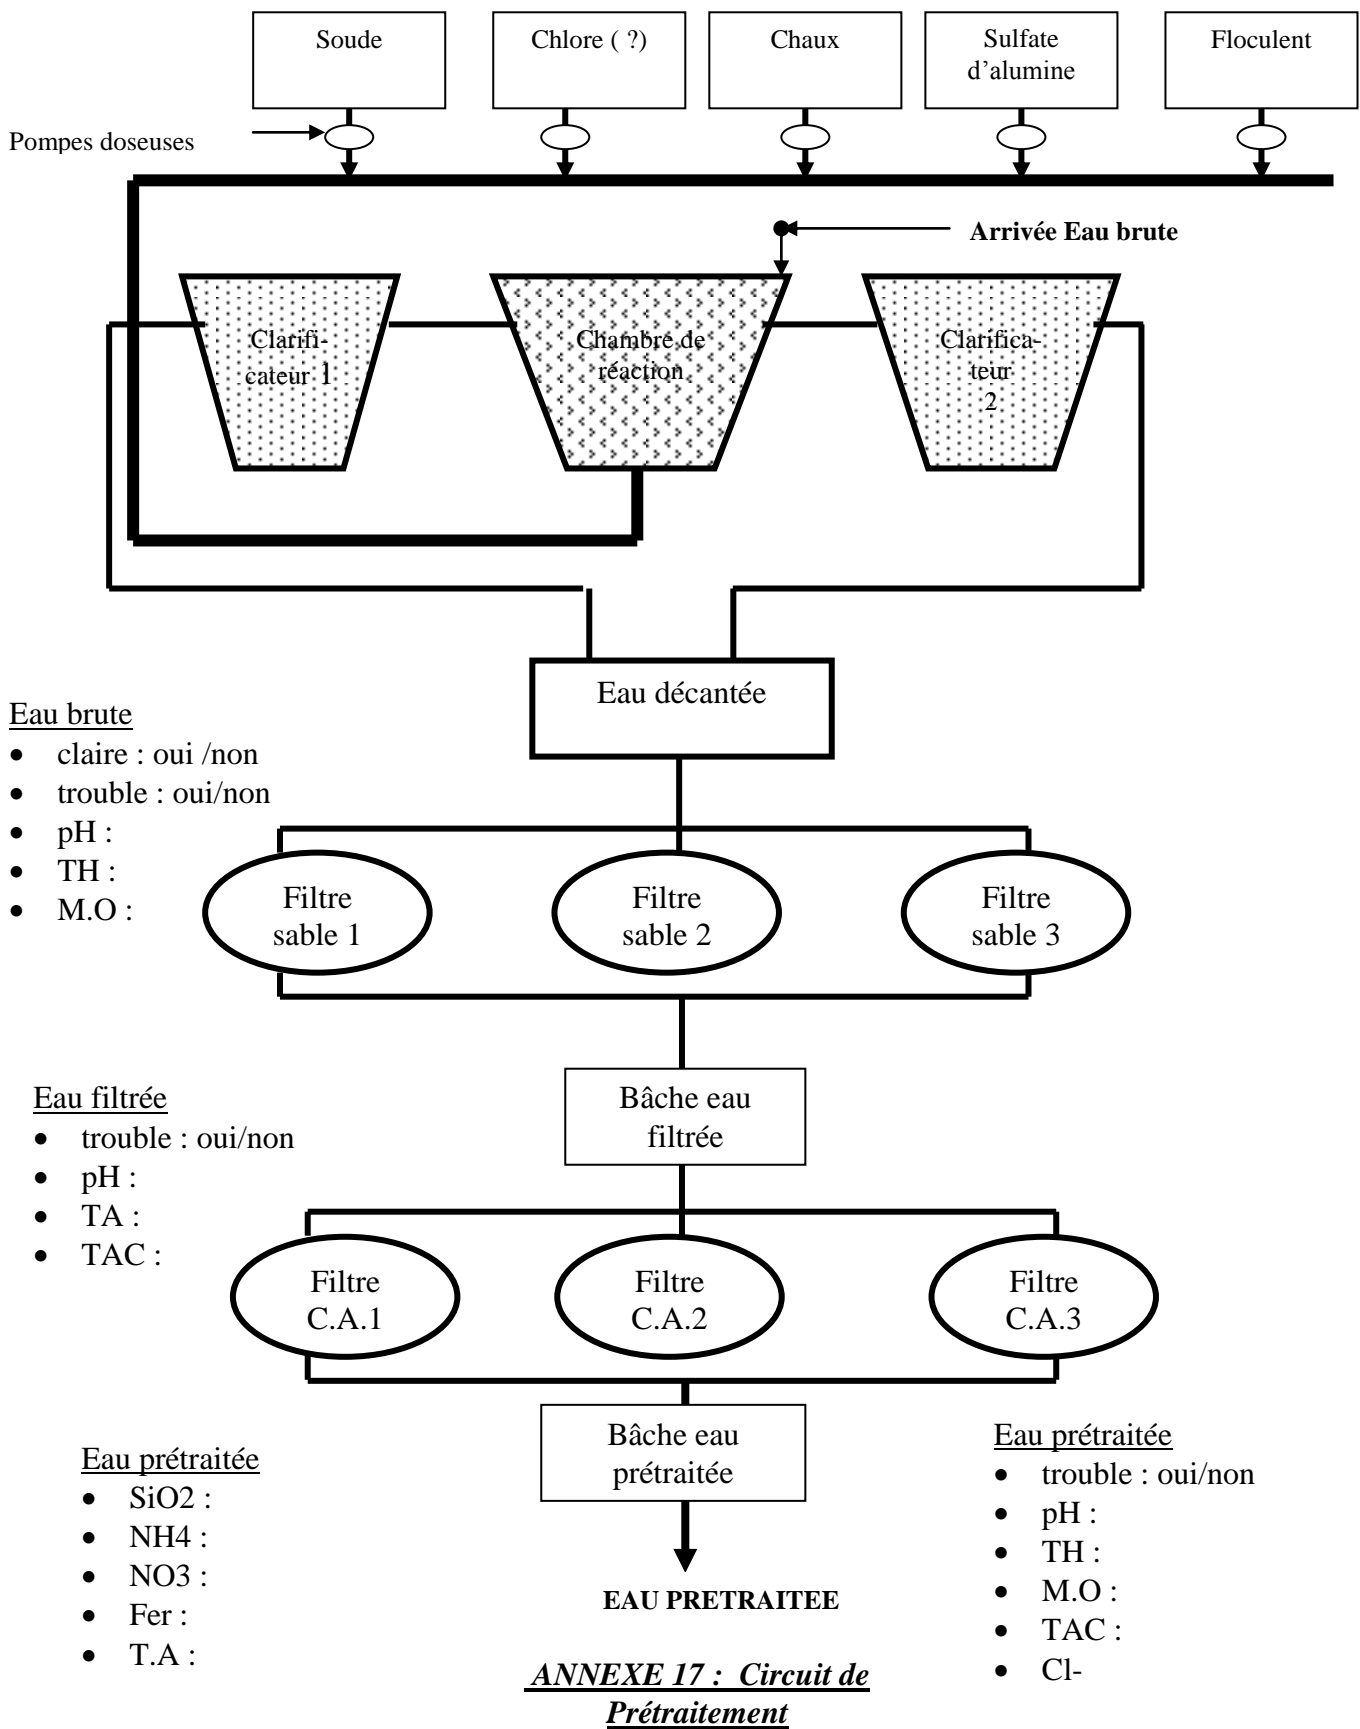 Soude
Chlore ( ?)
Chaux
Sulfate
d’alumine
Floculent
Pompes doseuses
Arrivée Eau brute
Clarifi-
cateur 1
Chambre de
réaction
Clarifica-
teur
2
Eau décantée
Eau brute
• claire : oui /non
• trouble : oui/non
• pH :
• TH :
• M.O :
Filtre
sable 1
Filtre
sable 2
Filtre
sable 3
Bâche eau
filtrée
Eau filtrée
• trouble : oui/non
• pH :
• TA :
• TAC :
Filtre
C.A.1
Filtre
C.A.2
Filtre
C.A.3
Bâche eau
prétraitée
Eau prétraitée
• SiO2 :
• NH4 :
• NO3 :
• Fer :
• T.A :
Eau prétraitée
• trouble : oui/non
• pH :
• TH :
• M.O :
• TAC :
• Cl-
EAU PRETRAITEE
ANNEXE 17 : Circuit de
Prétraitement